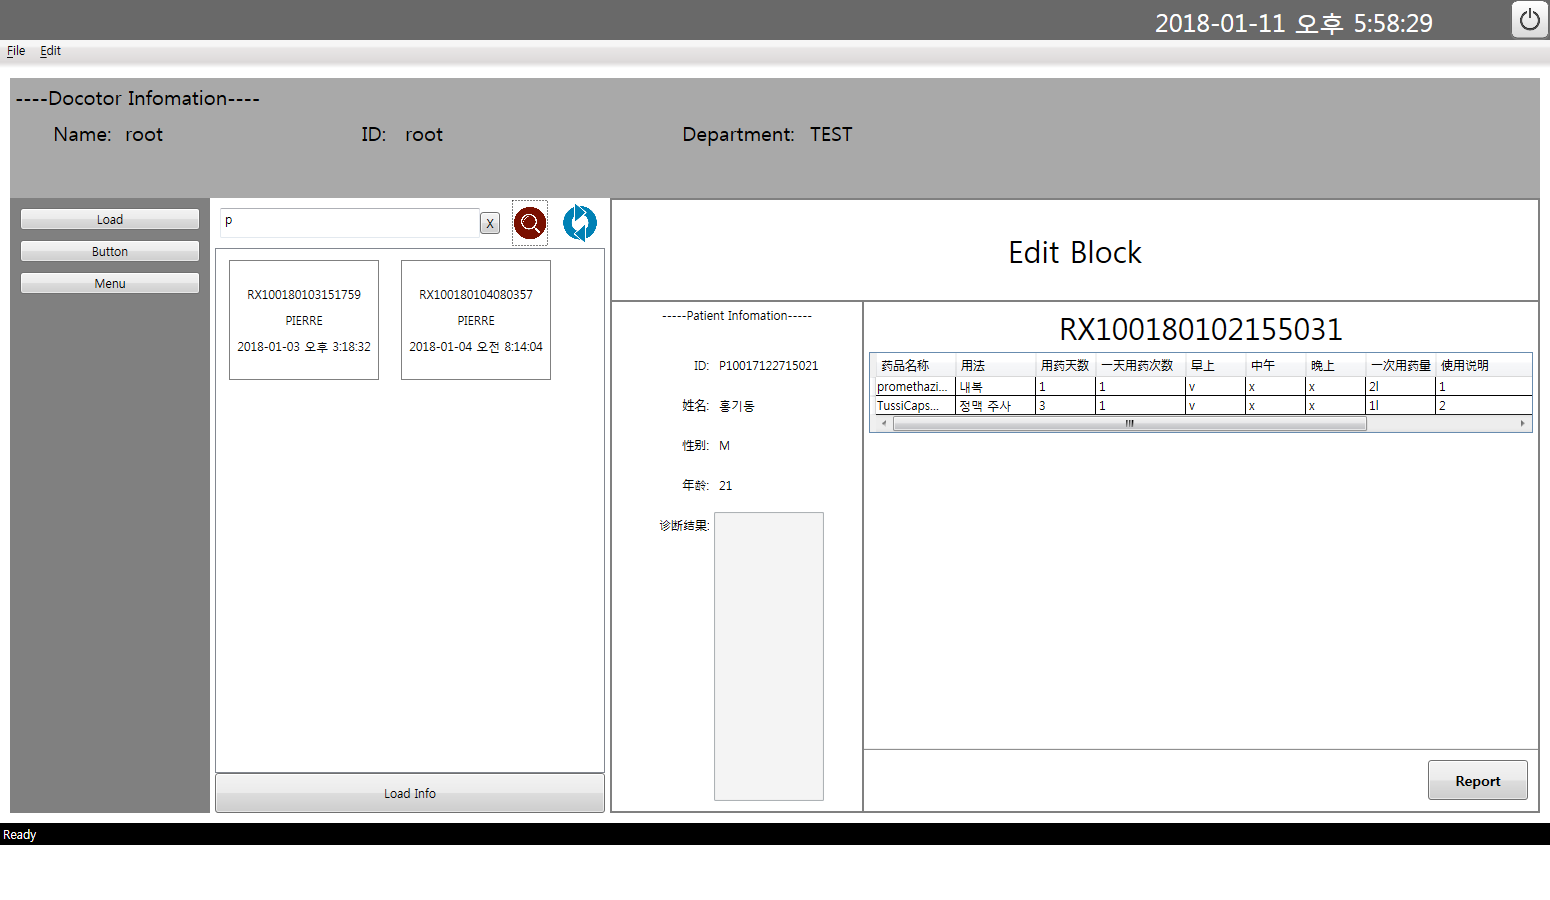 2018-01-11 오후 5:58:29
File Edit
----Docotor Infomation----
Name: root ID: root Department: TEST
Load
Button
Menu
p X
RX100180103151759
PIERRE
2018-01-03 오후 3:18:32
RX100180104080357
PIERRE
2018-01-04 오전 8:14:04
Load Info
Edit Block
-----Patient Infomation-----
ID: P10017122715021
姓名: 홍기동
性别: M
年龄: 21
诊断结果:
RX100180102155031
药品名称 用法 用药天数 一天用药次数 早上 中午 晚上 一次用药量 使用说明
promethazi... 내복 1 1 v x x 2l 1
TussiCaps... 정맥 주사 3 1 v x x 1l 2
Report
Ready